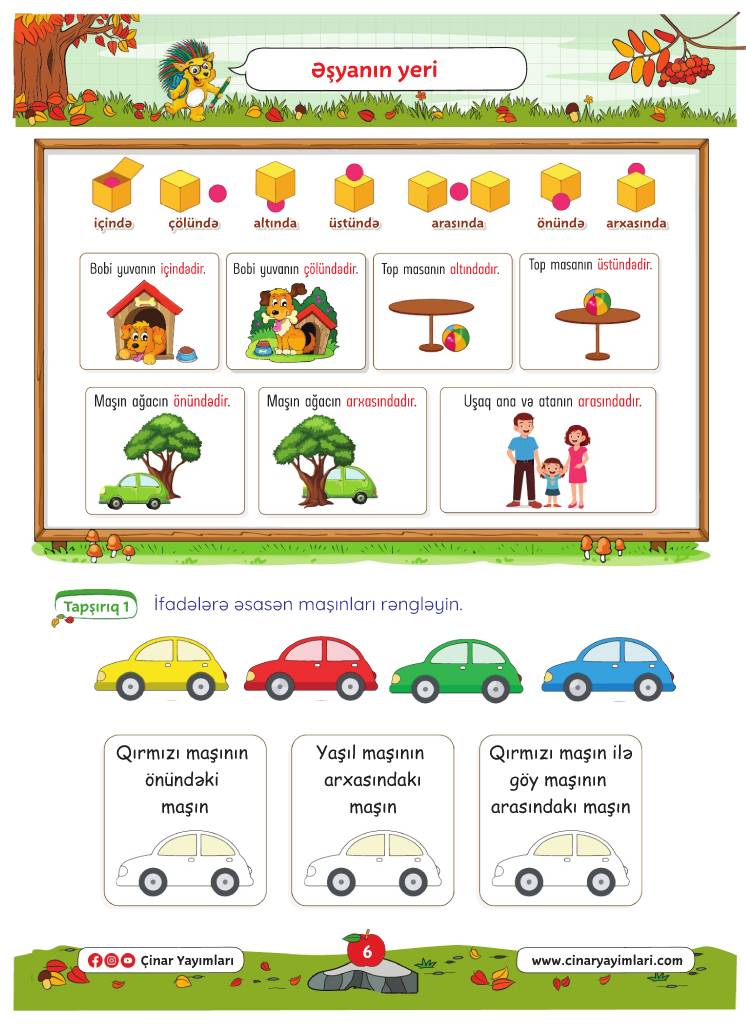 Əşyanın yeri
içində
çölündə
altında
üstündə
arasında
önündə
arxasında
Bobi yuvanın içindədir.
Bobi yuvanın çölündədir.
Top masanın altındadır.
Top masanın üstündədir.
Maşın ağacın önündədir.
Maşın ağacın arxasındadır.
Uşaq ana və atanın arasındadır.
Tapşırıq 1
İfadələrə əsasən maşınları rəngləyin.
Qırmızı maşının
önündəki
maşın
Yaşıl maşının
arxasındakı
maşın
Qırmızı maşın ilə
göy maşının
arasındakı maşın
Çinar Yayımları
6
www.cinaryayimlari.com